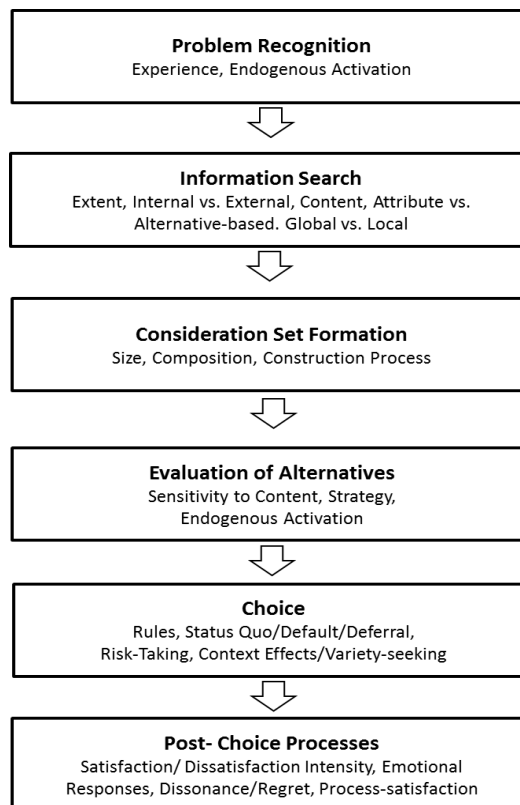 Problem Recognition
Experience, Endogenous Activation
Information Search
Extent, Internal vs. External, Content, Attribute vs.
Alternative-based. Global vs. Local
Consideration Set Formation
Size, Composition, Construction Process
Evaluation of Alternatives
Sensitivity to Content, Strategy,
Endogenous Activation
Choice
Rules, Status Quo/Default/Deferral,
Risk-Taking, Context Effects/Variety-seeking
Post- Choice Processes
Satisfaction/ Dissatisfaction Intensity, Emotional
Responses, Dissonance/Regret, Process-satisfaction